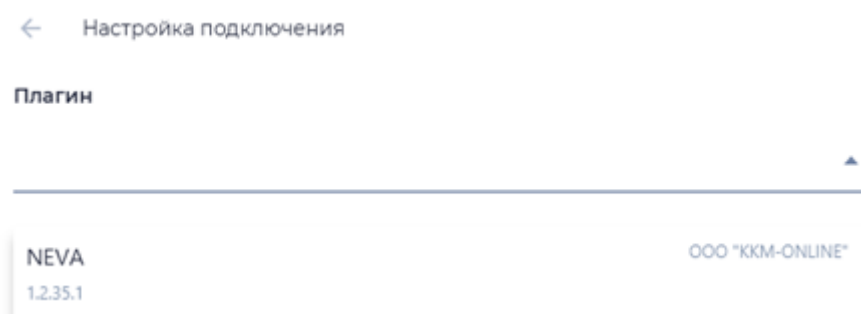 Настройка подключения
Плагин
NEVA
ООО "KKM-ONLINE"
1.2.35.1